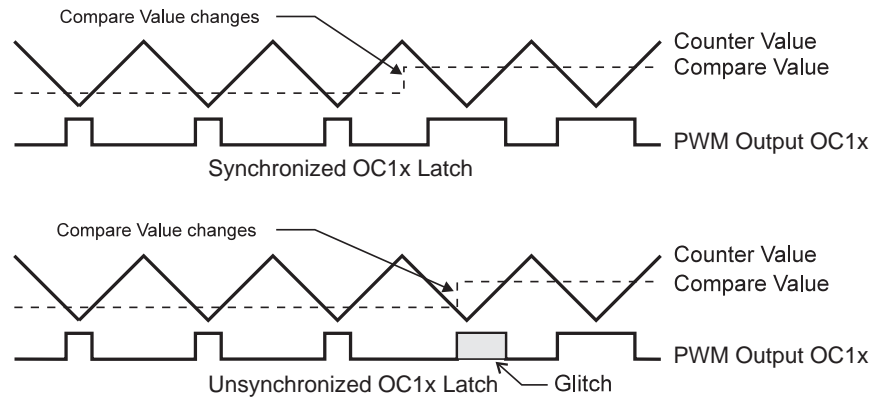 Compare Value changes
Counter Value
Compare Value
PWM Output OC1x
Synchronized OC1x Latch
Compare Value changes
Counter Value
Compare Value
PWM Output OC1x
Unsynchronized OC1x Latch
Glitch